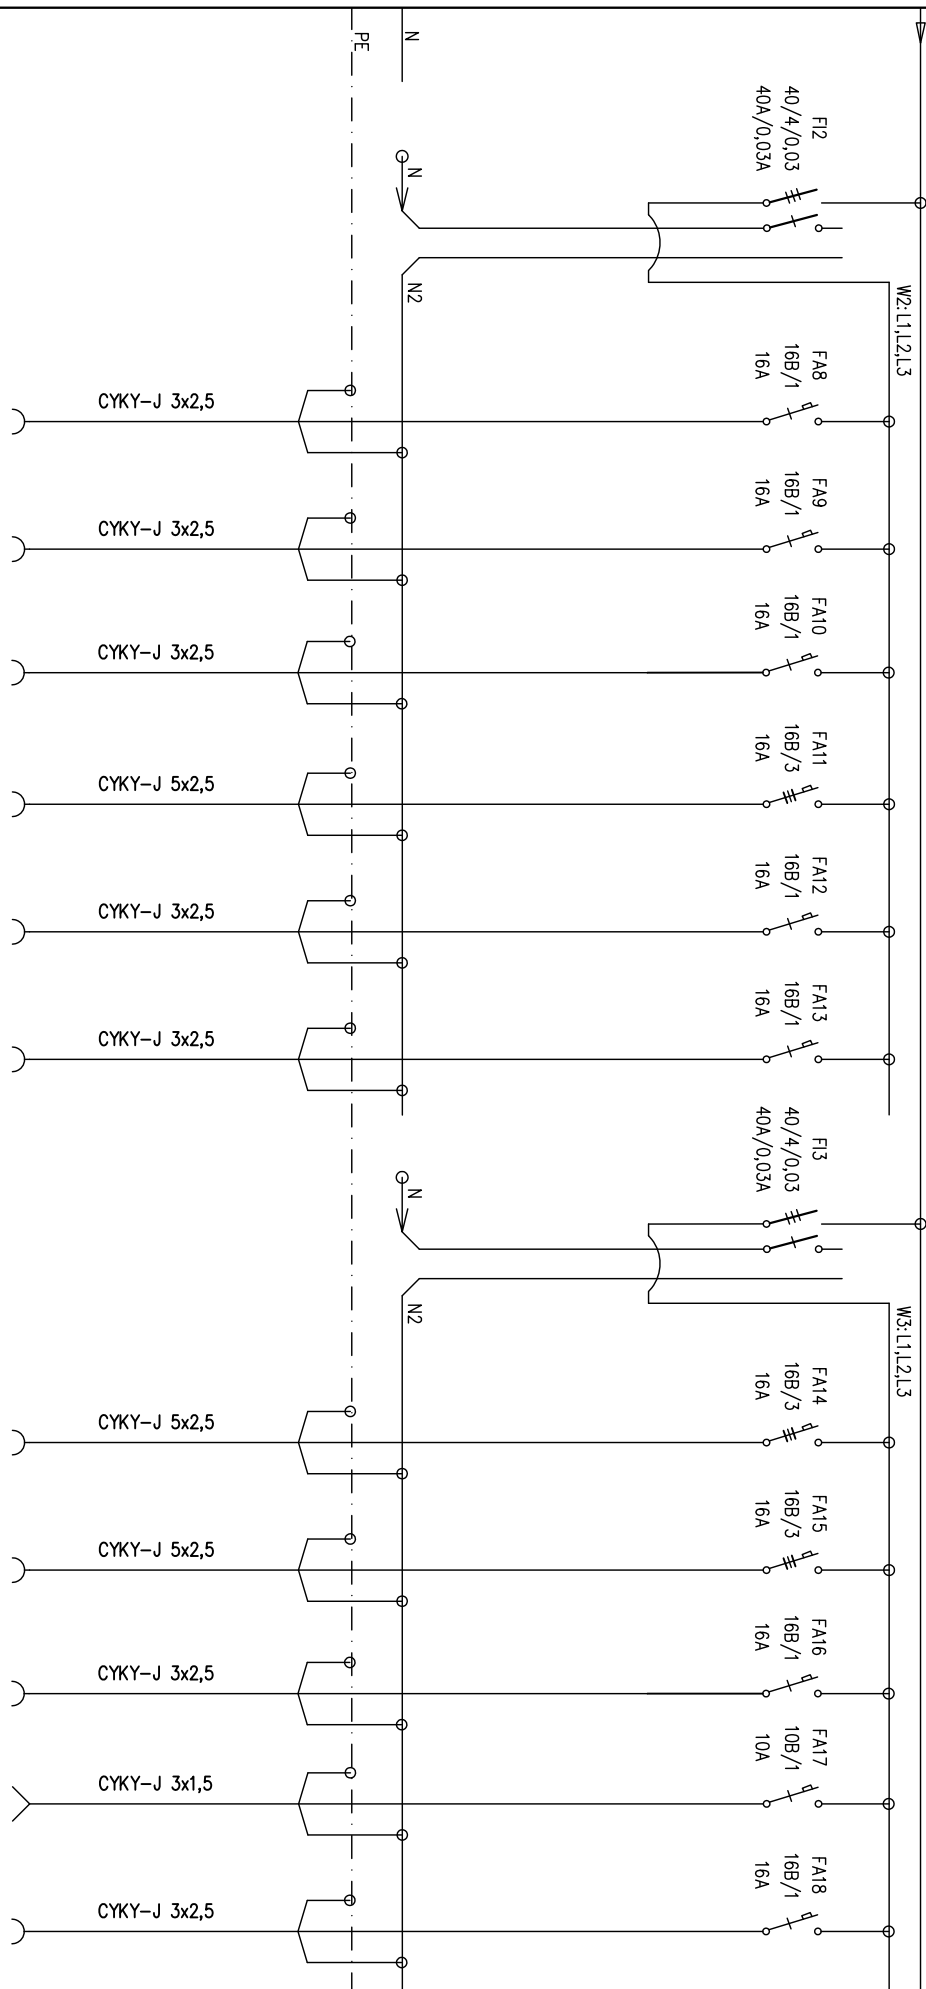 PE
N
FI2
40/4/0,03
40A/0,03A
N
N2
W2:L1,L2,L3
FA8
16B/1
16A
CYKY-J 3x2,5
FA9
16B/1
16A
CYKY-J 3x2,5
FA10
16B/1
16A
CYKY-J 3x2,5
FA11
16B/3
16A
CYKY-J 5x2,5
FA12
16B/1
16A
CYKY-J 3x2,5
FA13
16B/1
16A
CYKY-J 3x2,5
FI3
40/4/0,03
40A/0,03A
N
N2
W3:L1,L2,L3
FA14
16B/3
16A
CYKY-J 5x2,5
FA15
16B/3
16A
CYKY-J 5x2,5
FA16
16B/1
16A
CYKY-J 3x2,5
FA17
10B/1
10A
CYKY-J 3x1,5
FA18
16B/1
16A
CYKY-J 3x2,5